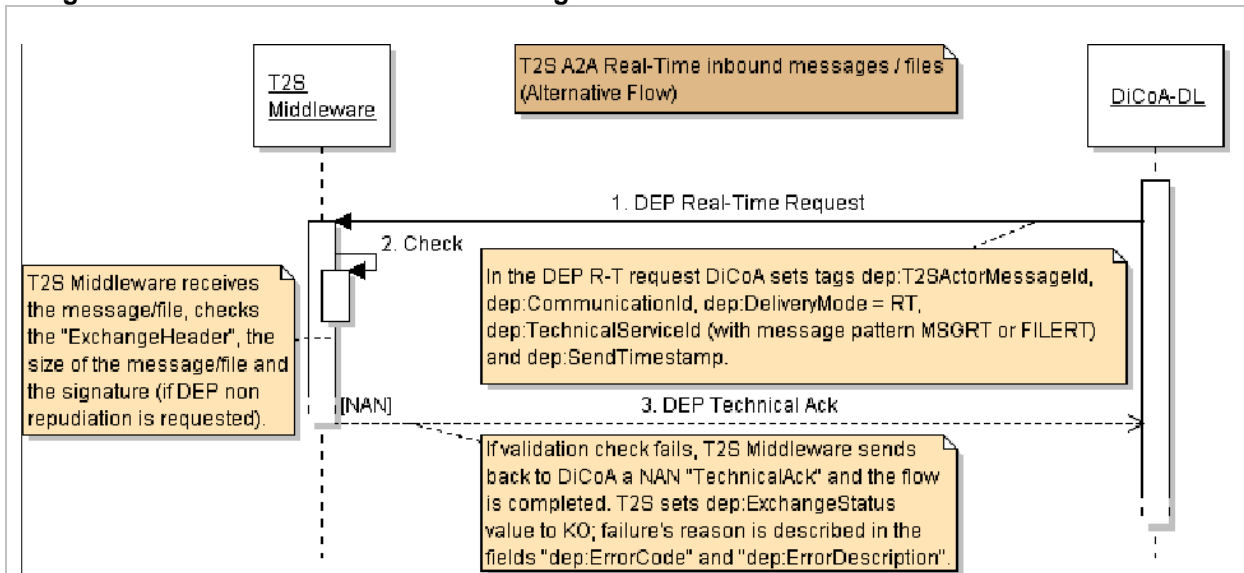 T2S
Middleware
T2S A2A Real-Time inbound messages / files
(Alternative Flow)
DiCoA-DL
1. DEP Real-Time Request
2. Check
T2S Middleware receives
the message/file, checks
the "ExchangeHeader", the
size of the message/file and
the signature (if DEP non
repudiation is requested).
In the DEP R-T request DiCoA sets tags dep:T2SActorMessageId,
dep:CommunicationId, dep:DeliveryMode = RT,
dep:TechnicalServiceId (with message pattern MSGRT or FILERT)
and dep:SendTimestamp.
[NAN]
3. DEP Technical Ack
If validation check fails, T2S Middleware sends
back to DiCoA a NAN "TechnicalAck" and the flow
is completed. T2S sets dep:ExchangeStatus
value to KO; failure's reason is described in the
fields "dep:ErrorCode" and "dep:ErrorDescription".